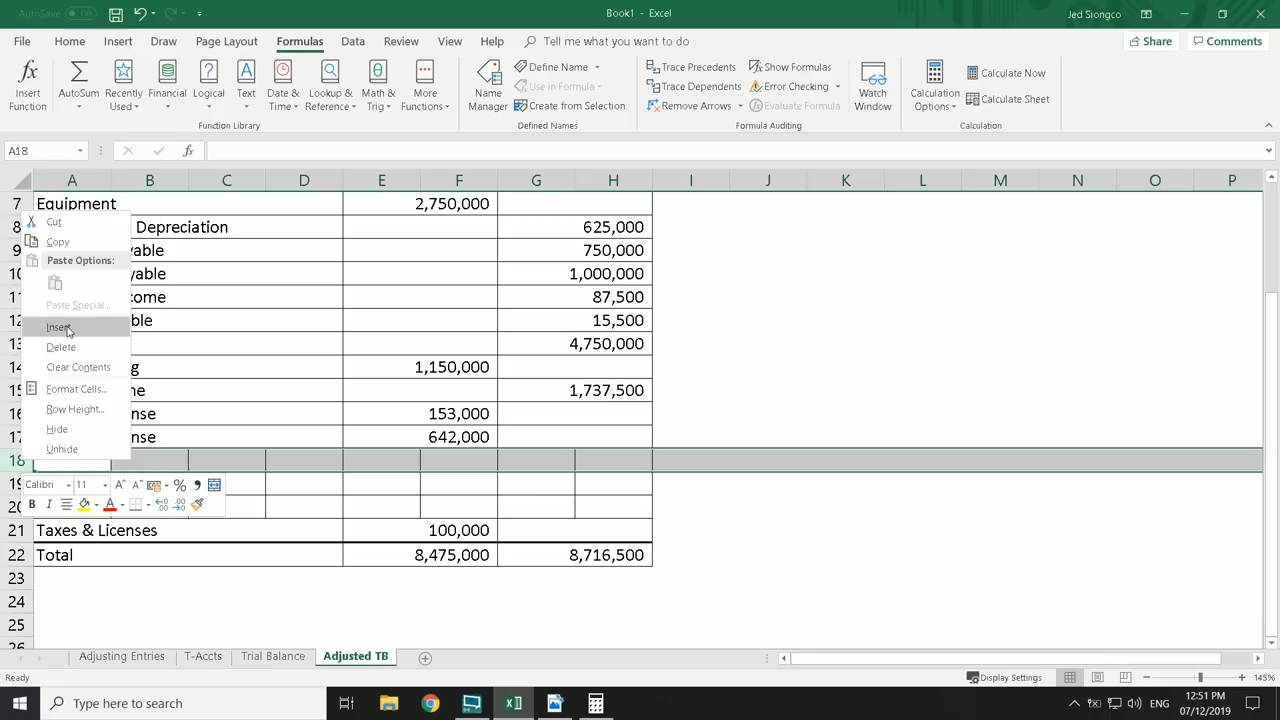 AutoSave Off Book1 - Excel Jed Siongco
File Home Insert Draw Page Layout Formulas Data Review View Help Tell me what you want to do Share Comments
Insert Function AutoSum Recently Used Financial Logical Text Date & Time Lookup & Reference Math & Trig More Functions
Function Library
Name Manager Define Name Use in Formula Create from Selection
Defined Names
Trace Precedents Trace Dependents Remove Arrows Show Formulas Error Checking Evaluate Formula
Formula Auditing
Watch Window
Calculation Options Calculate Now Calculate Sheet
Calculation
A18 fx
A B C D E F G H I J K L M N O P
7 Equipment 2,750,000
8 Depreciation 625,000
9 yable 750,000
10 yable 1,000,000
11 come 87,500
12 ble 15,500
13 4,750,000
14 g 1,150,000
15 ne 1,737,500
16 nse 153,000
17 nse 642,000
18
19
20
21 Taxes & Licenses 100,000
22 Total 8,475,000 8,716,500
23
24
25
26
Cut
Copy
Paste Options:
Paste Special...
Insert
Delete
Clear Contents
Format Cells...
Row Height...
Hide
Unhide
Calibri 11 A A % ,
B I A
Adjusting Entries T-Accts Trial Balance Adjusted TB
Ready Display Settings 145%
Type here to search ENG 12:51 PM
07/12/2019